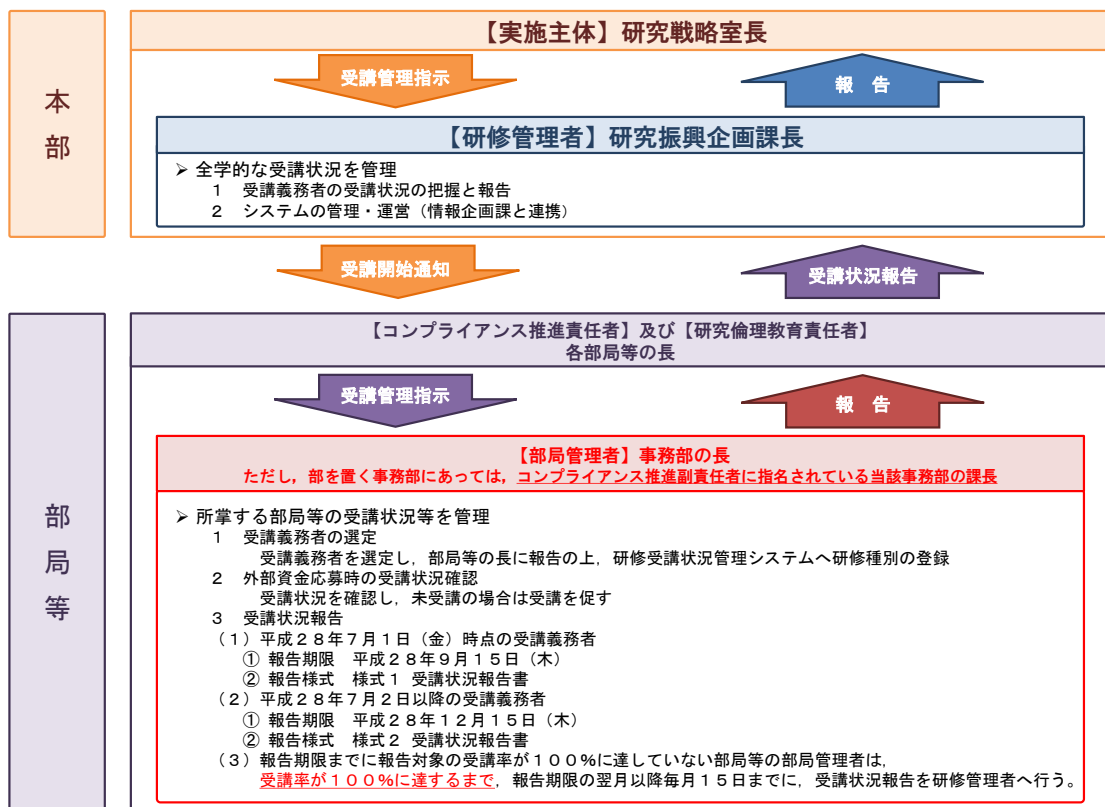 本部
【実施主体】研究戦略室長
受講管理指示
報 告
【研修管理者】研究振興企画課長
➢ 全学的な受講状況を管理
１ 受講義務者の受講状況の把握と報告
２ システムの管理・運営（情報企画課と連携）
受講開始通知
受講状況報告
部局等
【コンプライアンス推進責任者】及び【研究倫理教育責任者】
各部局等の長
受講管理指示
報 告
【部局管理者】事務部の長
ただし，部を置く事務部にあっては，コンプライアンス推進副責任者に指名されている当該事務部の課長
➢ 所掌する部局等の受講状況等を管理
１ 受講義務者の選定
受講義務者を選定し，部局等の長に報告の上，研修受講状況管理システムへ研修種別の登録
２ 外部資金応募時の受講状況確認
受講状況を確認し，未受講の場合は受講を促す
３ 受講状況報告
（１）平成２８年７月１日（金）時点の受講義務者
① 報告期限 平成２８年９月１５日（木）
② 報告様式 様式１ 受講状況報告書
（２）平成２８年７月２日以降の受講義務者
① 報告期限 平成２８年１２月１５日（木）
② 報告様式 様式２ 受講状況報告書
（３）報告期限までに報告対象の受講率が１００％に達していない部局等の部局管理者は，
受講率が１００％に達するまで，報告期限の翌月以降毎月１５日までに，受講状況報告を研修管理者へ行う。